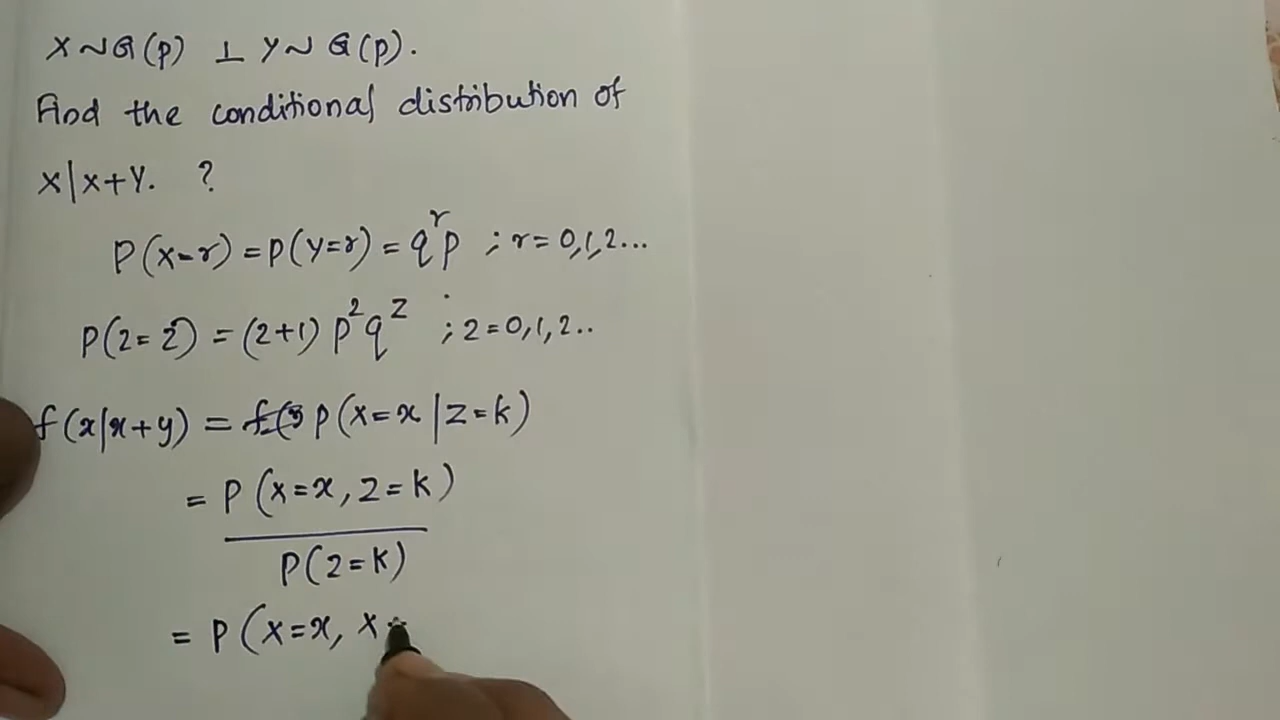 X~G(p) ⊥ Y~ G(p).
Find the conditional distribution of
X|X+Y. ?
P(X=r) = P(Y=r) = q^r p ; r = 0,1,2...
P(Z=z) = (z+1) p^2 q^z ; z = 0,1,2..
f(x|x+y) = P(X=x | Z=k)
= P(X=x, Z=k)
P(Z=k)
= P(X=x, X